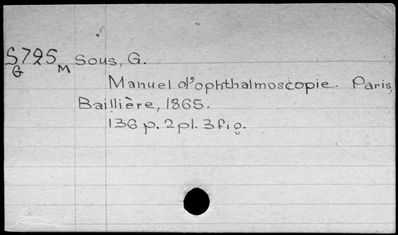 S795 M Sous, G.
G
Manuel d'ophthalmoscopie. Paris,
Baillière, 1865.
136 p. 2 pl. 3 fig.